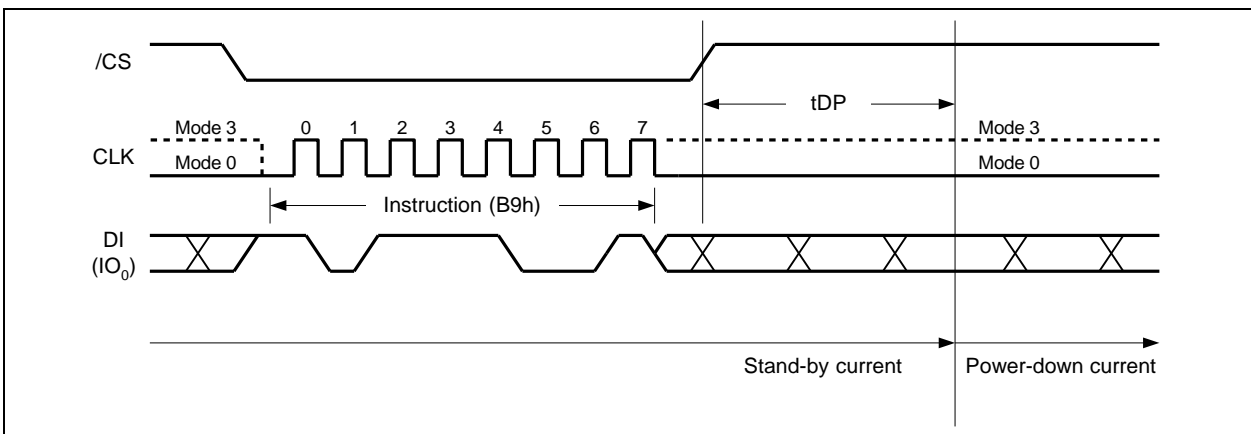 /CS
tDP
Mode 3
0 1 2 3 4 5 6 7
Mode 3
CLK
Mode 0
Mode 0
Instruction (B9h)
DI
(IO0)
Stand-by current
Power-down current